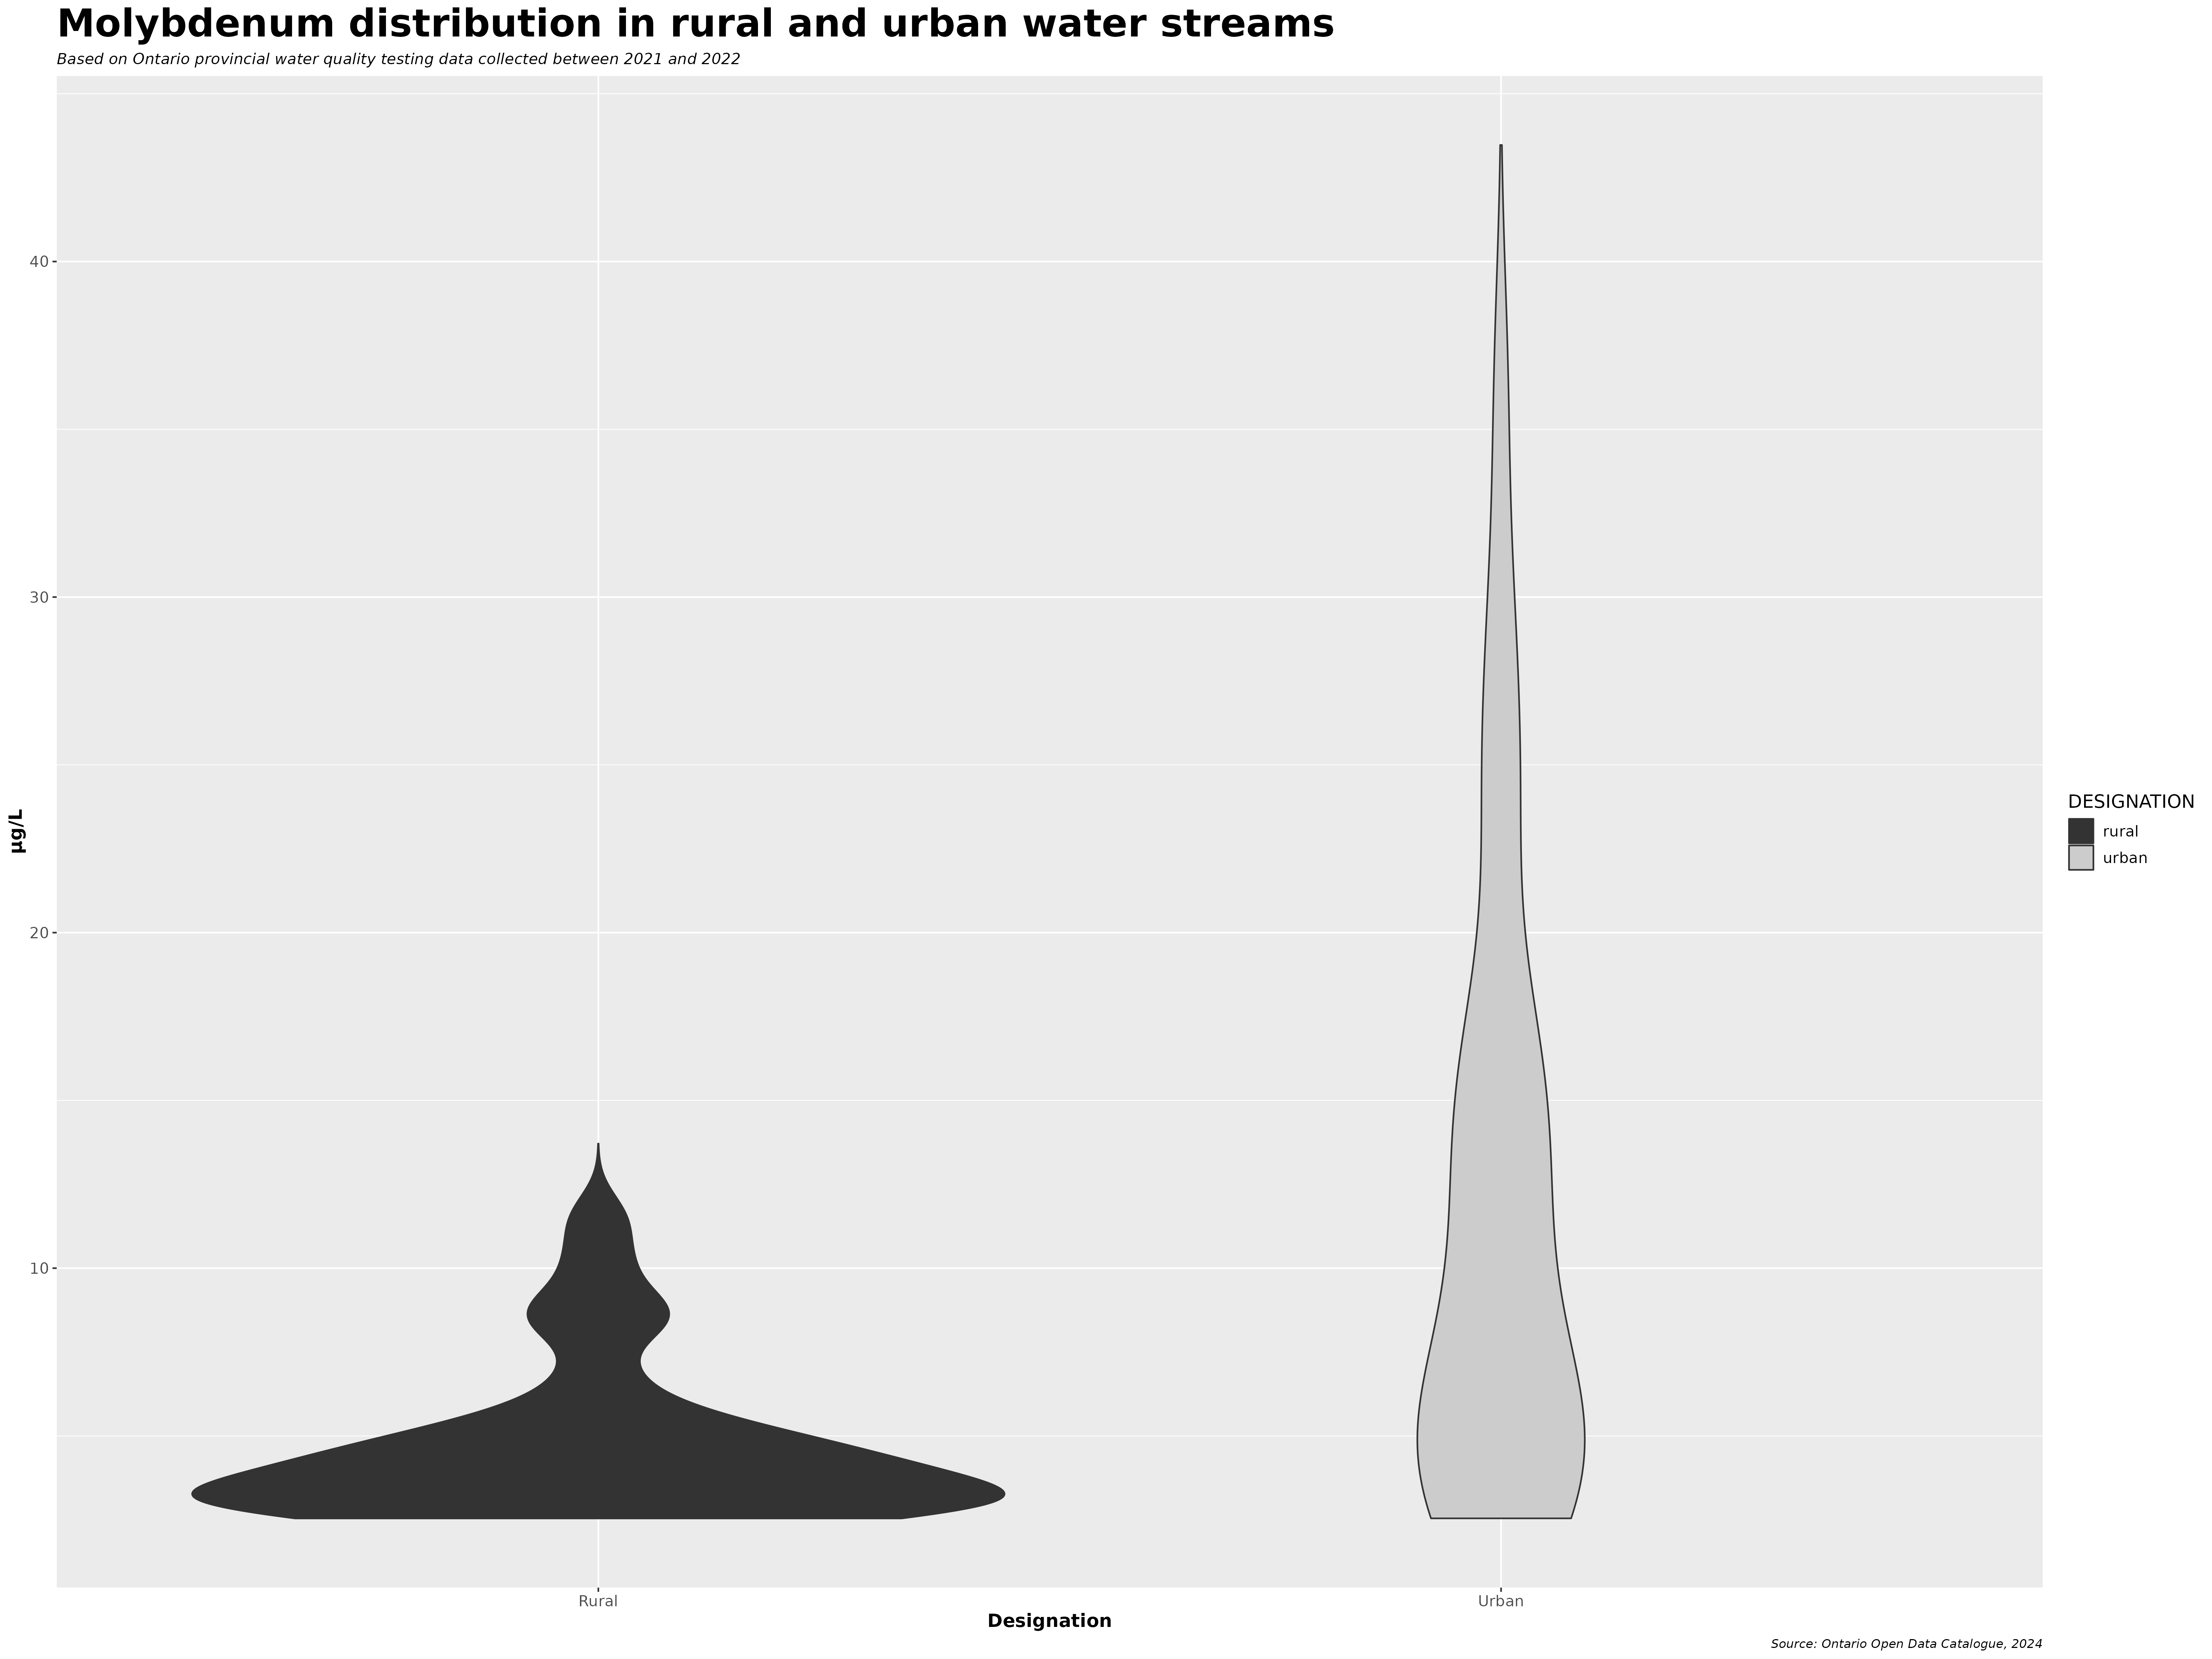 Molybdenum distribution in rural and urban water streams
Based on Ontario provincial water quality testing data collected between 2021 and 2022
40
30
20
10
µg/L
Rural
Urban
Designation
DESIGNATION
rural
urban
Source: Ontario Open Data Catalogue, 2024